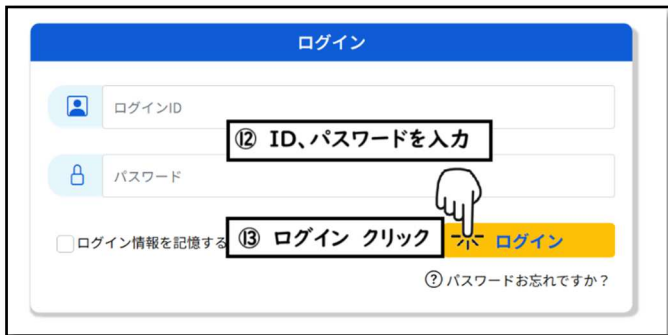 ログイン
ログインID
⑫ ID、パスワードを入力
パスワード
ログイン情報を記憶する
⑬ ログイン クリック
ログイン
? パスワードお忘れですか?